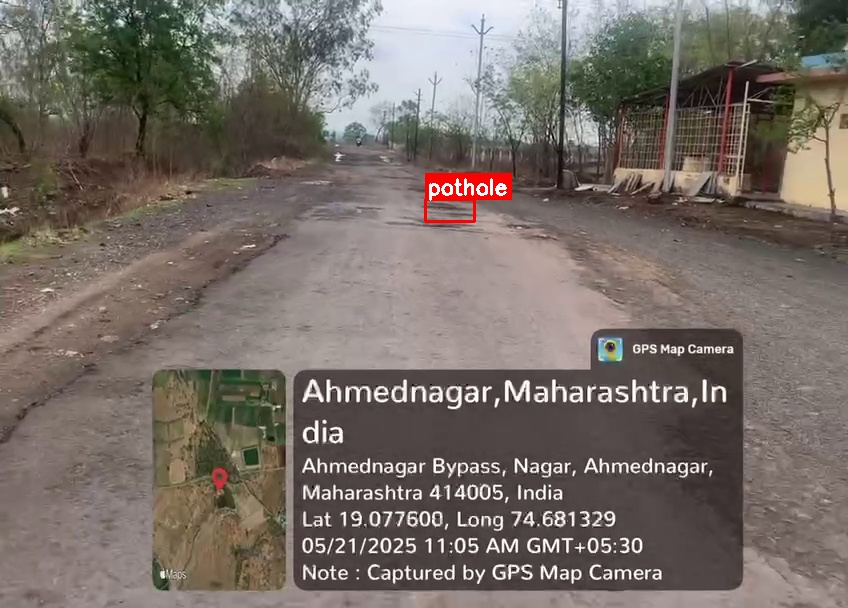 pothole
GPS Map Camera
Ahmednagar,Maharashtra,In
dia
Ahmednagar Bypass, Nagar, Ahmednagar,
Maharashtra 414005, India
Lat 19.077600, Long 74.681329
05/21/2025 11:05 AM GMT+05:30
Note : Captured by GPS Map Camera
Maps